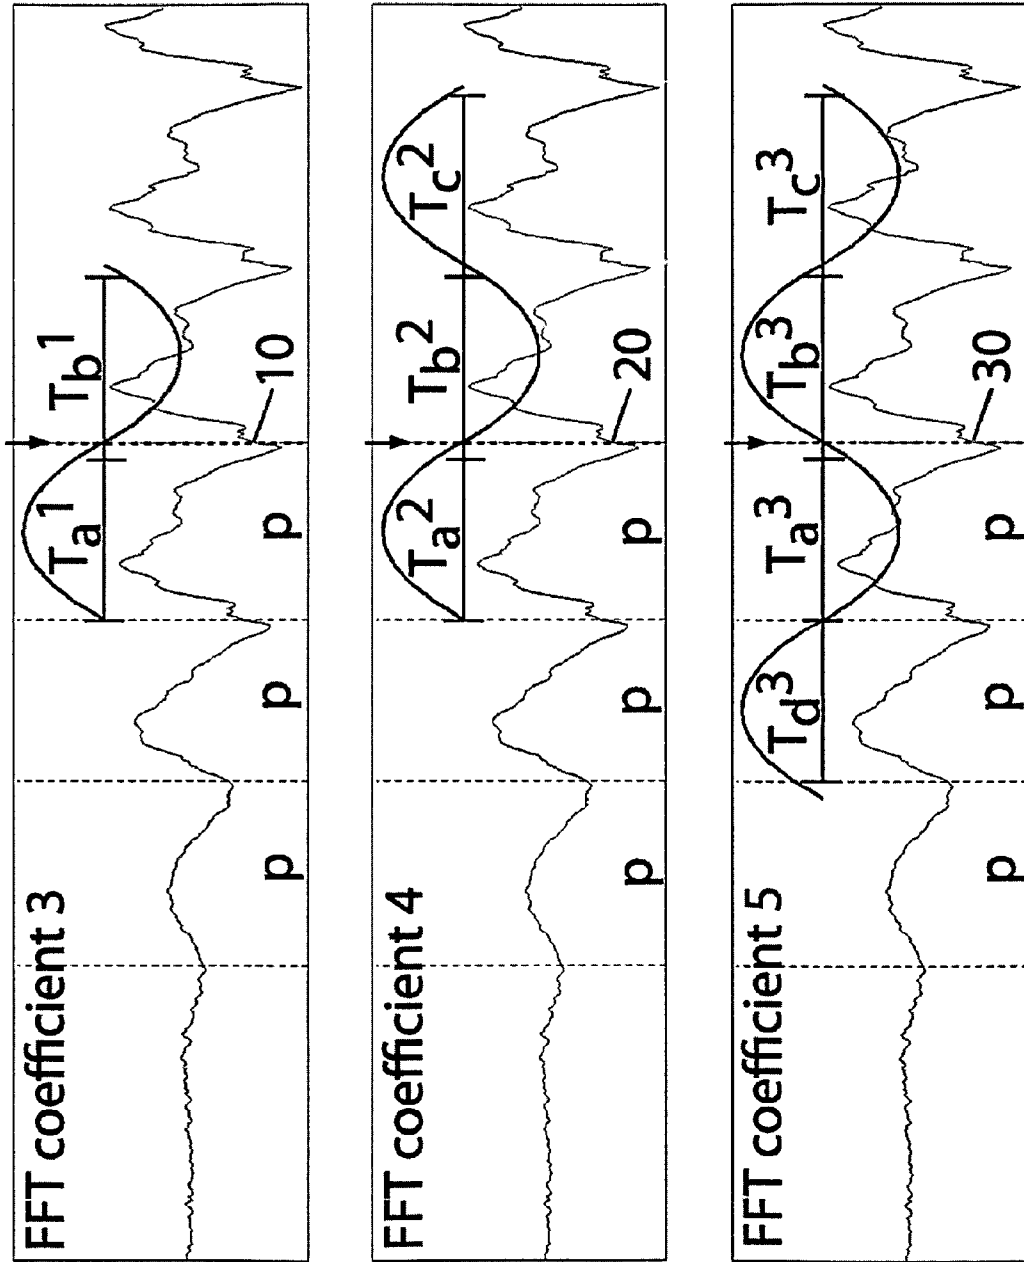 FFT coefficient 3
T_a^1
T_b^1
10
p
p
p
FFT coefficient 4
T_a^2
T_b^2
T_c^2
20
p
p
p
FFT coefficient 5
T_d^3
T_a^3
T_b^3
T_c^3
30
p
p
p